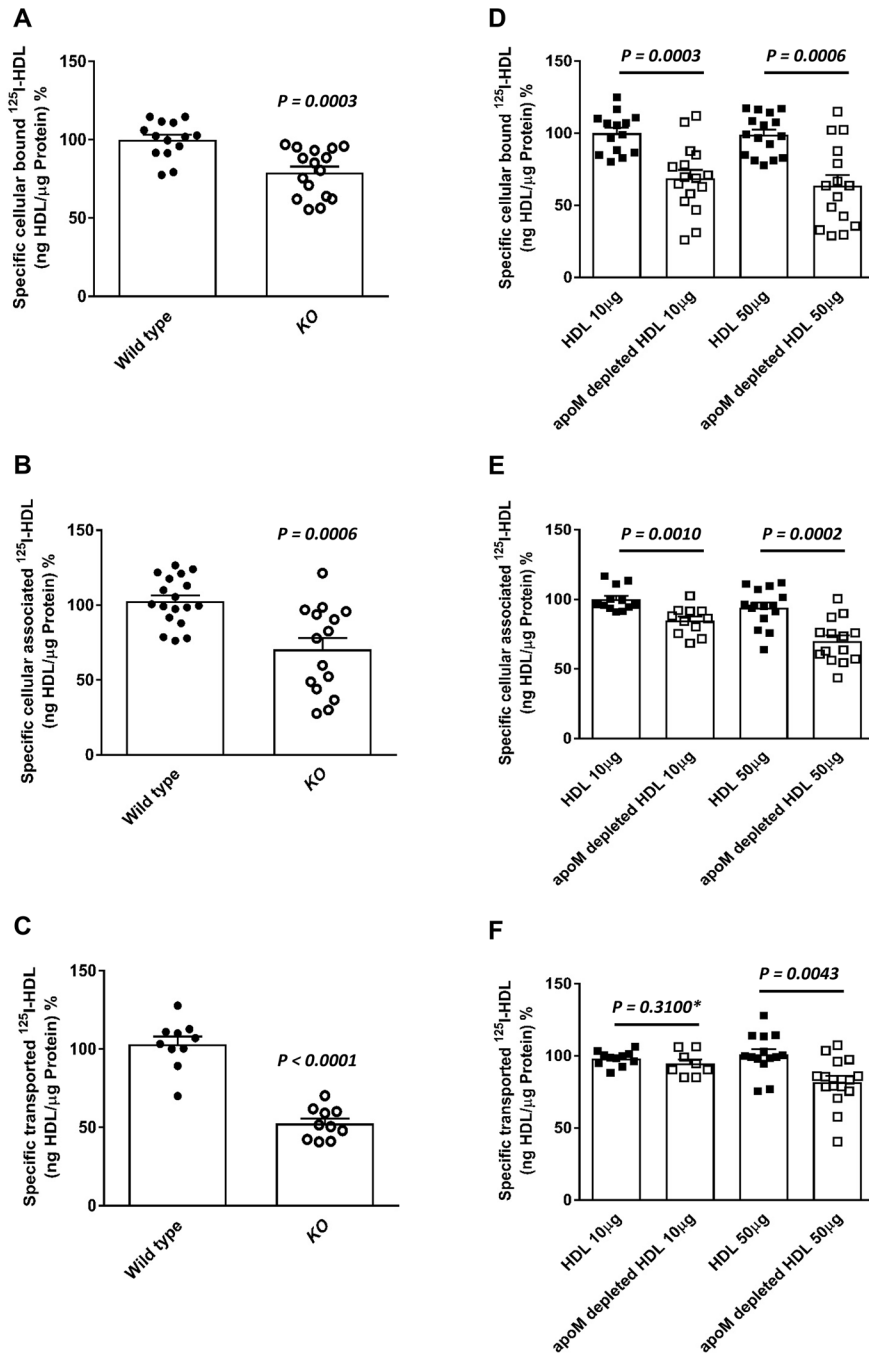 A
Specific cellular bound ¹²⁵I-HDL
(ng HDL/µg Protein) %
150
100
50
0
P = 0.0003
Wild type
KO
D
Specific cellular bound ¹²⁵I-HDL
(ng HDL/µg Protein) %
150
100
50
0
P = 0.0003
P = 0.0006
HDL 10µg
apoM depleted HDL 10µg
HDL 50µg
apoM depleted HDL 50µg
B
Specific cellular associated ¹²⁵I-HDL
(ng HDL/µg Protein) %
150
100
50
0
P = 0.0006
Wild type
KO
E
Specific cellular associated ¹²⁵I-HDL
(ng HDL/µg Protein) %
150
100
50
0
P = 0.0010
P = 0.0002
HDL 10µg
apoM depleted HDL 10µg
HDL 50µg
apoM depleted HDL 50µg
C
Specific transported ¹²⁵I-HDL
(ng HDL/µg Protein) %
150
100
50
0
P < 0.0001
Wild type
KO
F
Specific transported ¹²⁵I-HDL
(ng HDL/µg Protein) %
150
100
50
0
P = 0.3100*
P = 0.0043
HDL 10µg
apoM depleted HDL 10µg
HDL 50µg
apoM depleted HDL 50µg